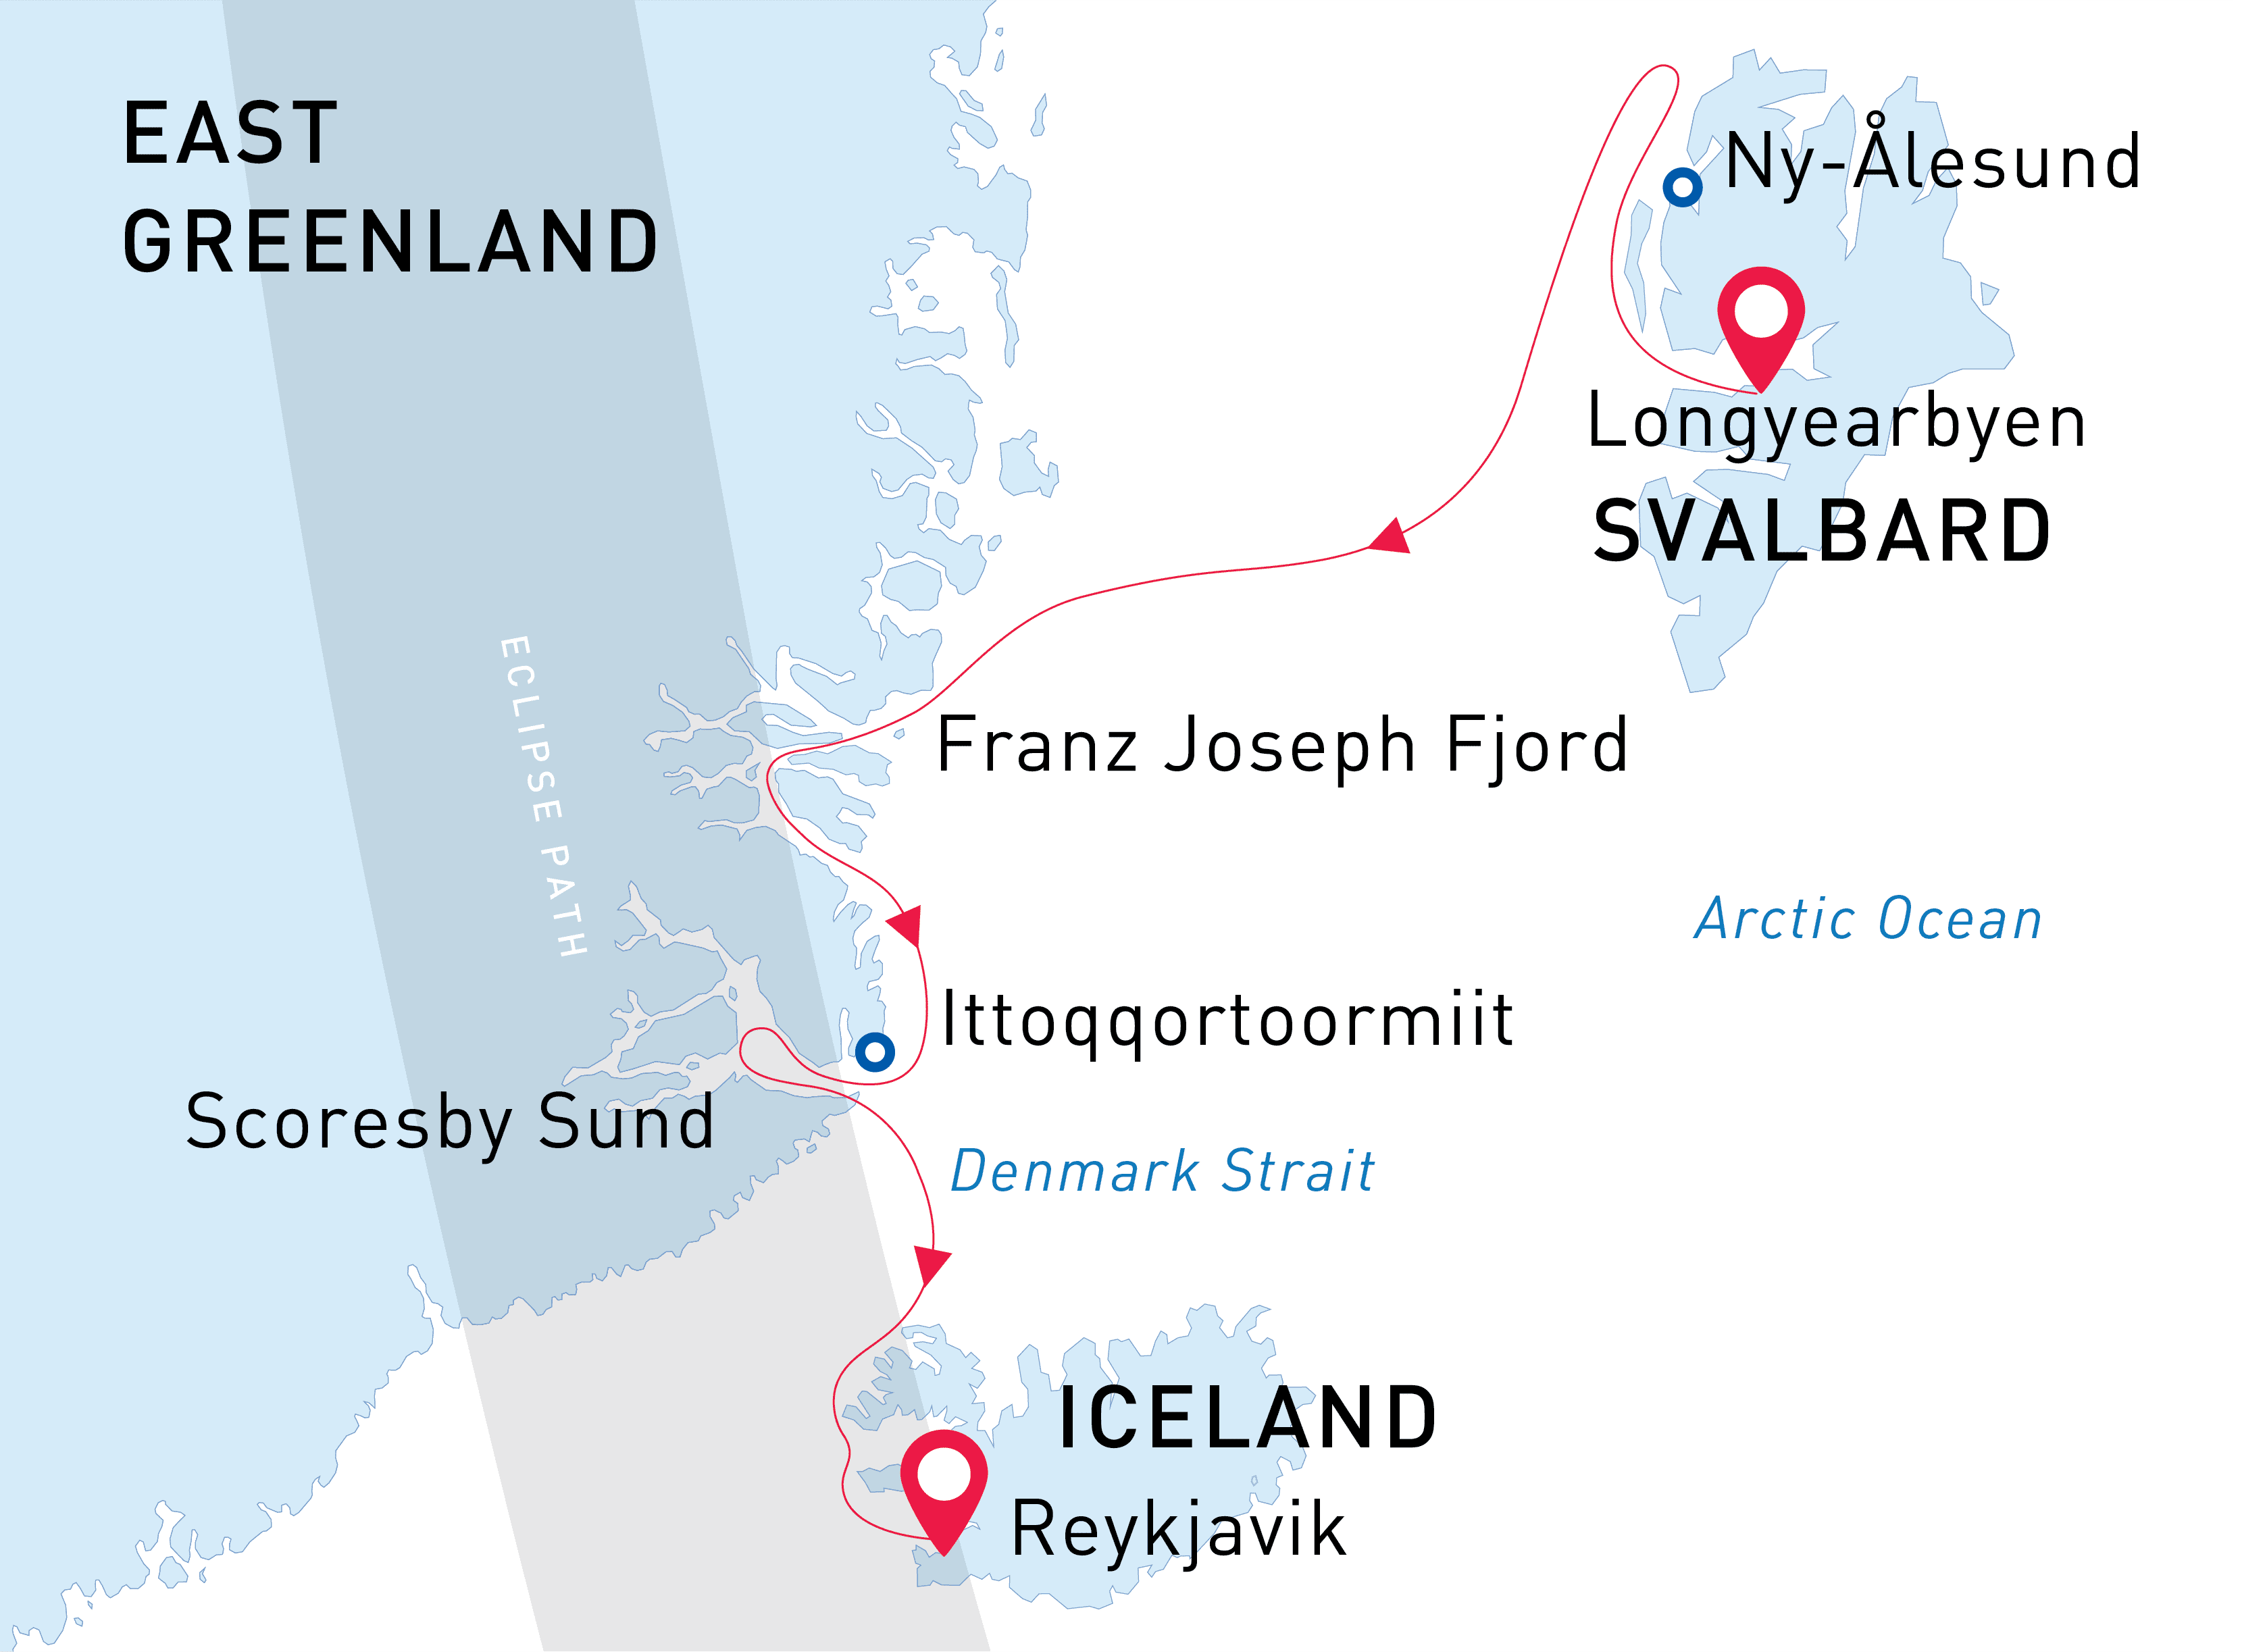 EAST
GREENLAND
Ny-Ålesund
Longyearbyen
SVALBARD
ECLIPSE PATH
Franz Joseph Fjord
Arctic Ocean
Ittoqqortoormiit
Scoresby Sund
Denmark Strait
ICELAND
Reykjavik